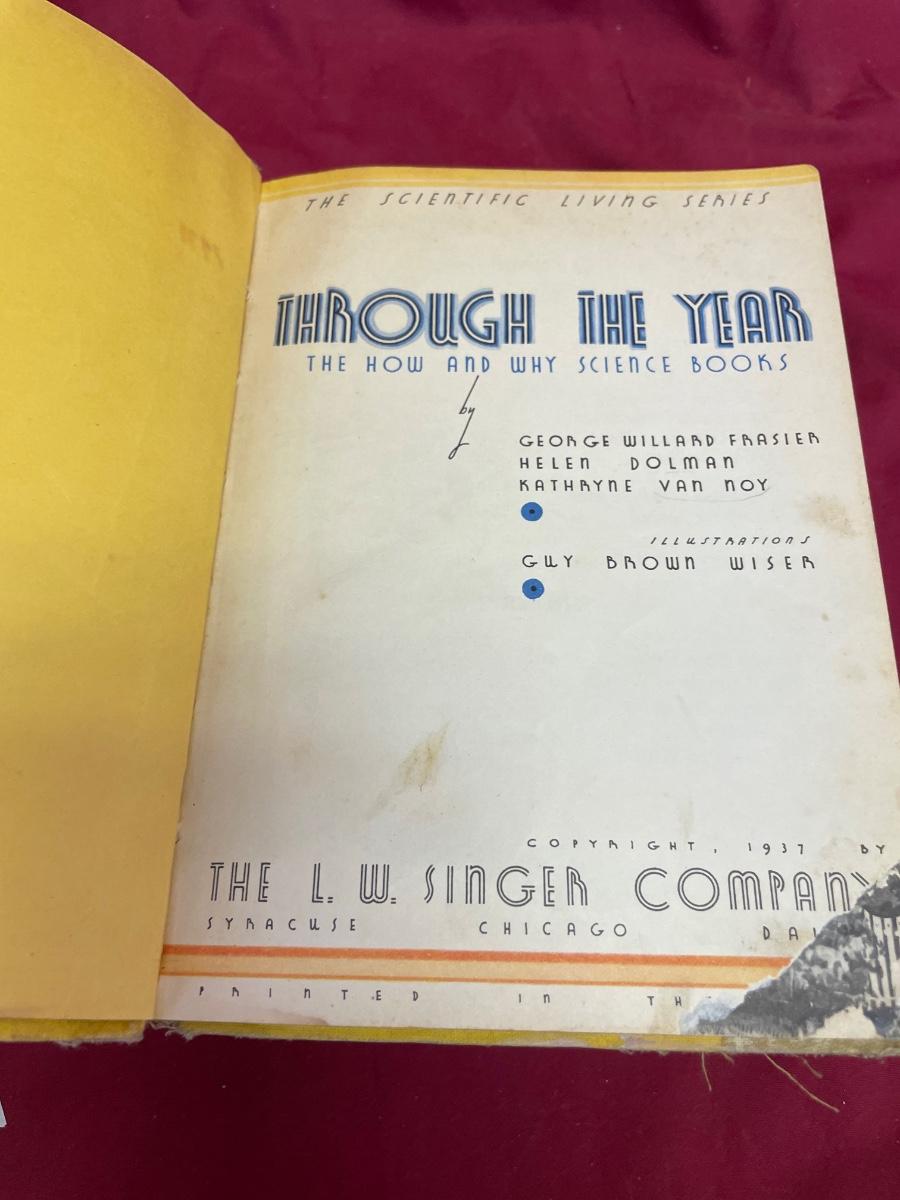 THE SCIENTIFIC LIVING SERIES
THROUGH THE YEAR
THE HOW AND WHY SCIENCE BOOKS
by
GEORGE WILLARD FRASIER
HELEN DOLMAN
KATHRYNE VAN NOY
ILLUSTRATIONS
GUY BROWN WISER
COPYRIGHT, 1937 BY
THE L. W. SINGER COMPANY
SYRACUSE CHICAGO
PRINTED IN